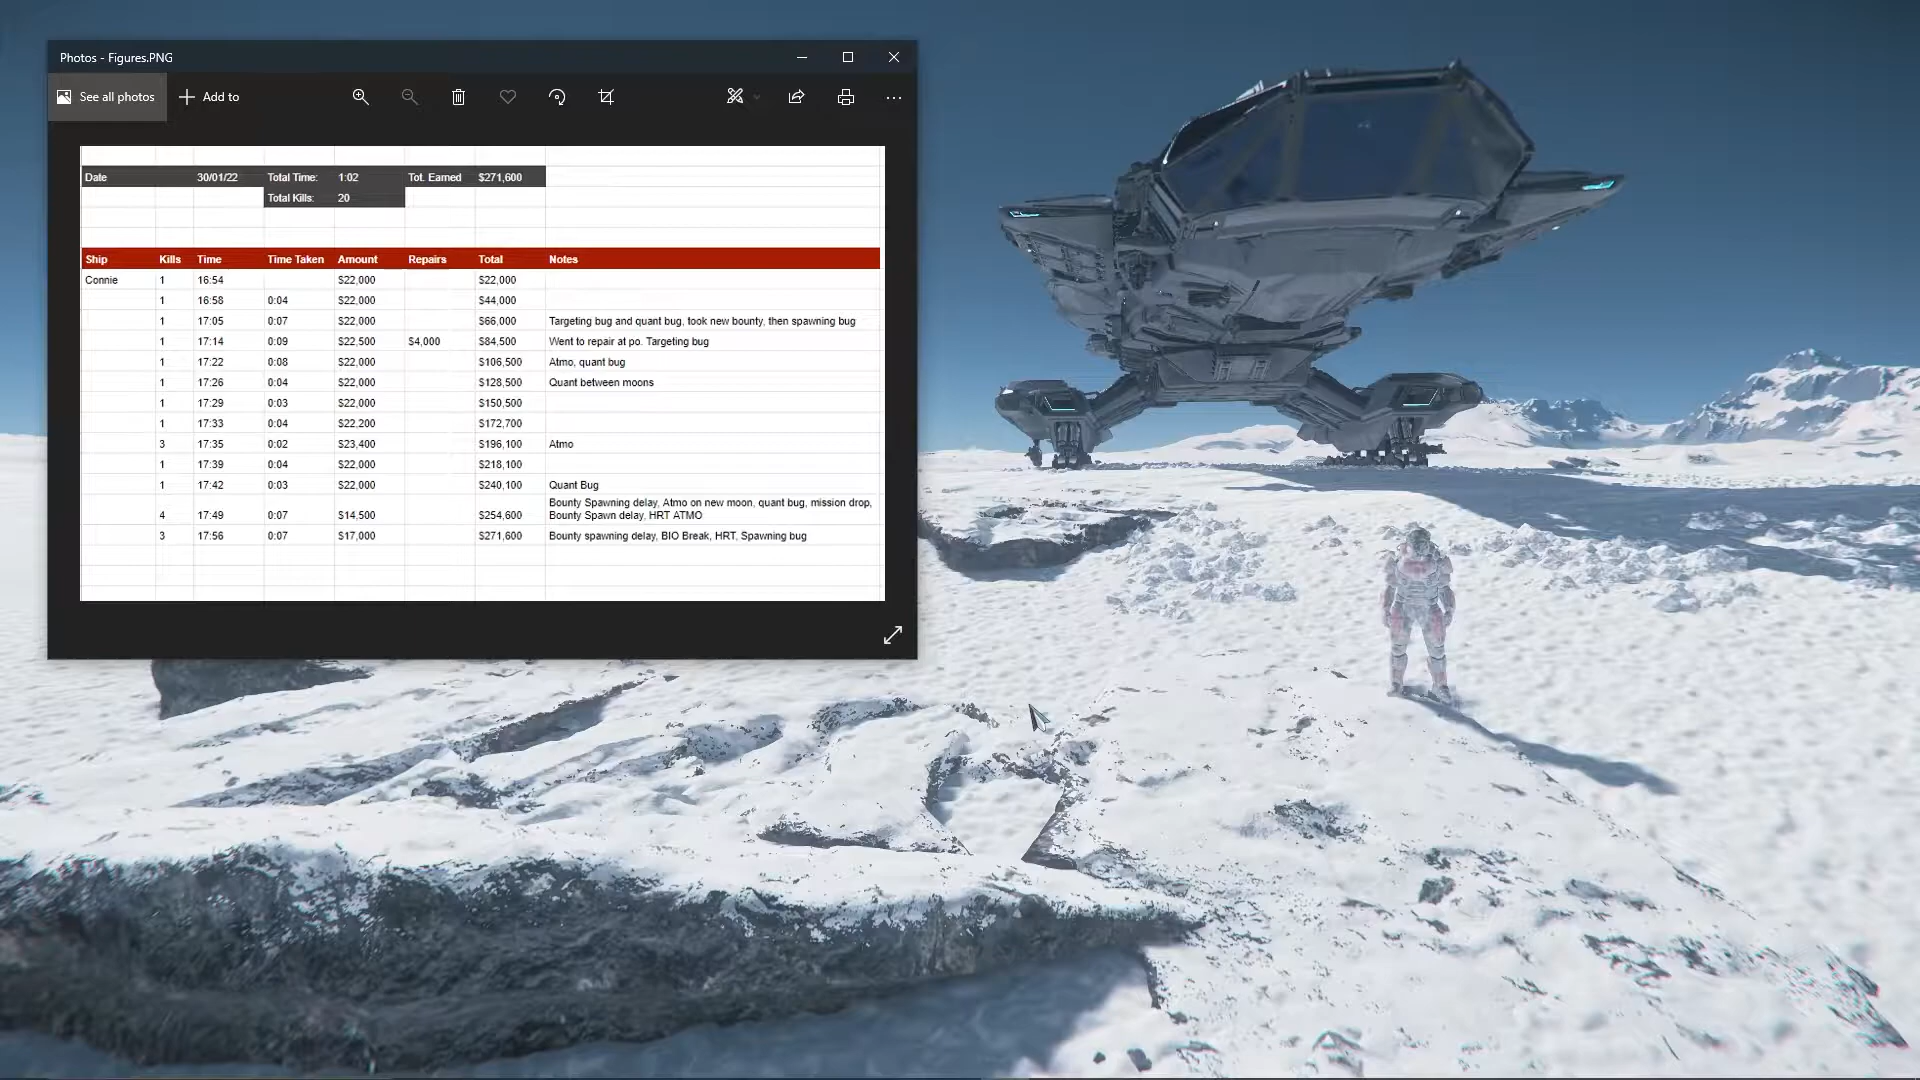 Photos - Figures.PNG
See all photos Add to
Date 30/01/22 Total Time: 1:02 Tot. Earned $271,600
Total Kills: 20
Ship Kills Time Time Taken Amount Repairs Total Notes
Connie 1 16:54 $22,000 $22,000
1 16:58 0:04 $22,000 $44,000
1 17:05 0:07 $22,000 $66,000 Targeting bug and quant bug, took new bounty, then spawning bug
1 17:14 0:09 $22,500 $4,000 $84,500 Went to repair at po. Targeting bug
1 17:22 0:08 $22,000 $106,500 Atmo, quant bug
1 17:26 0:04 $22,000 $128,500 Quant between moons
1 17:29 0:03 $22,000 $150,500
1 17:33 0:04 $22,200 $172,700
3 17:35 0:02 $23,400 $196,100 Atmo
1 17:39 0:04 $22,000 $218,100
1 17:42 0:03 $22,000 $240,100 Quant Bug
Bounty Spawning delay, Atmo on new moon, quant bug, mission drop,
4 17:49 0:07 $14,500 $254,600 Bounty Spawn delay, HRT ATMO
3 17:56 0:07 $17,000 $271,600 Bounty spawning delay, BIO Break, HRT, Spawning bug